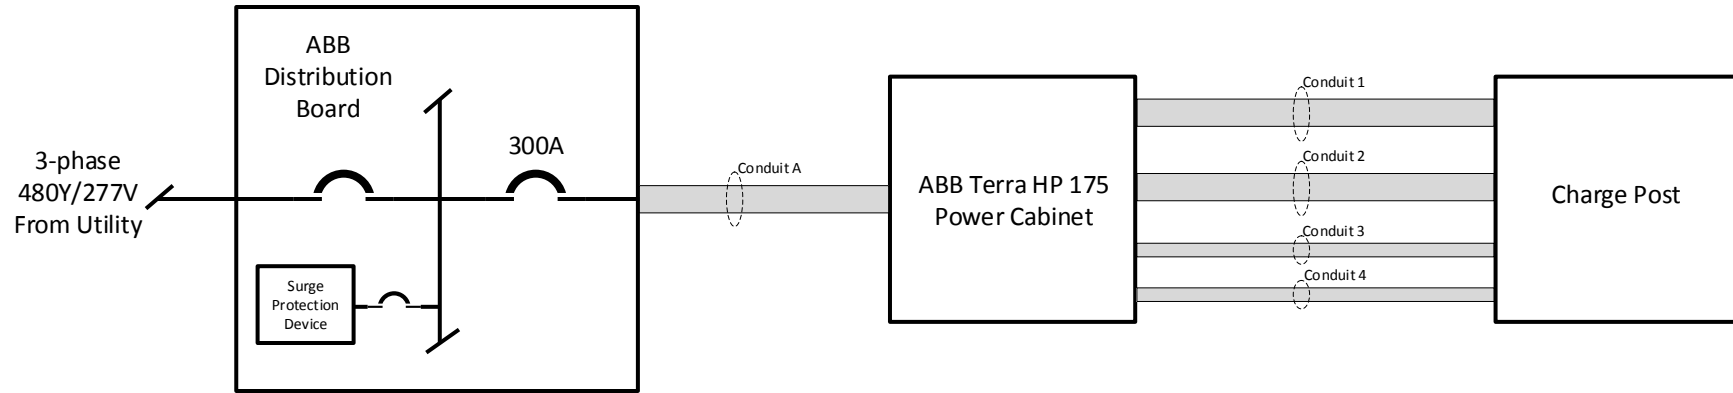 ABB
Distribution
Board
300A
3-phase
480Y/277V
From Utility
Surge
Protection
Device
Conduit A
ABB Terra HP 175
Power Cabinet
Conduit 1
Conduit 2
Conduit 3
Conduit 4
Charge Post